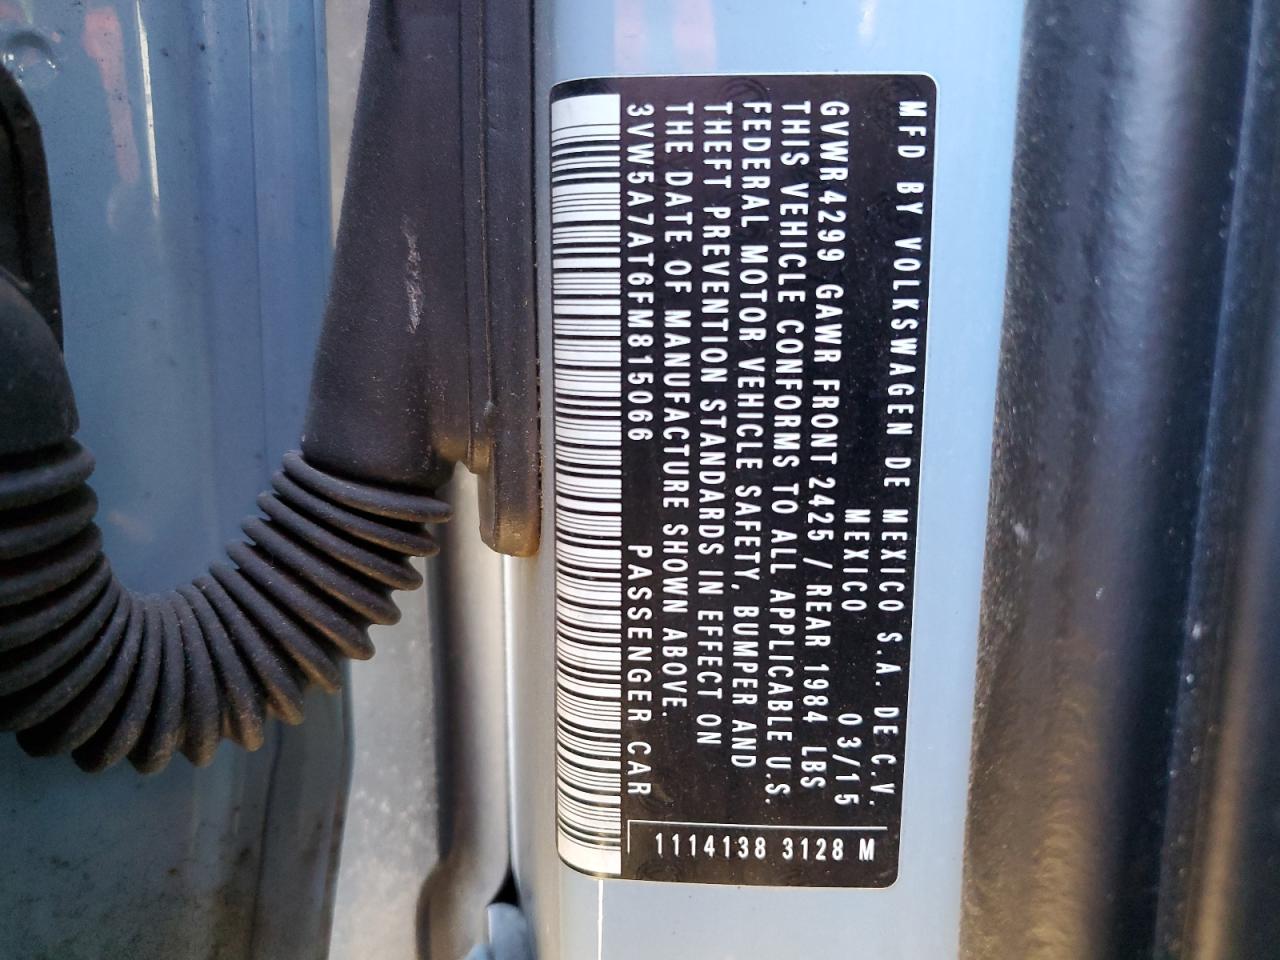 MFD BY VOLKSWAGEN DE MEXICO S.A. DE C.V.
MEXICO 03/15
GVWR 4299 GAWR FRONT 2425 / REAR 1984 LBS
THIS VEHICLE CONFORMS TO ALL APPLICABLE U.S.
FEDERAL MOTOR VEHICLE SAFETY, BUMPER AND
THEFT PREVENTION STANDARDS IN EFFECT ON
THE DATE OF MANUFACTURE SHOWN ABOVE.
3VW5A7AT6FM815066 PASSENGER CAR
1114138 3128 M